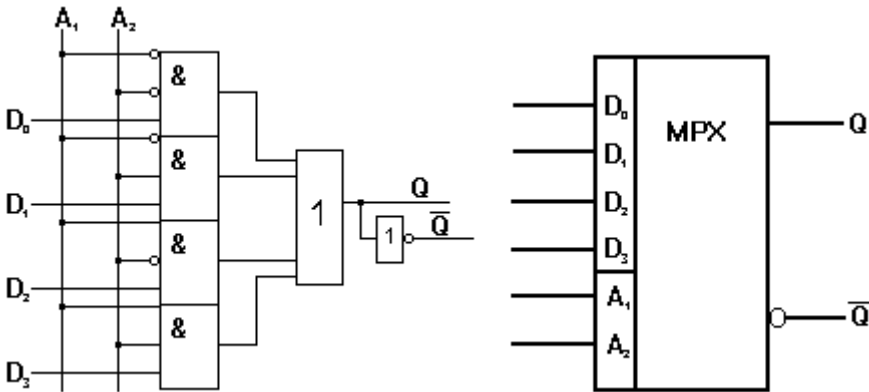 A₁ A₂
&
D₀
&
D₁
&
D₂
&
D₃
1
Q
1
Q̅
D₀
D₁
D₂
D₃
A₁
A₂
MPX
Q
Q̅